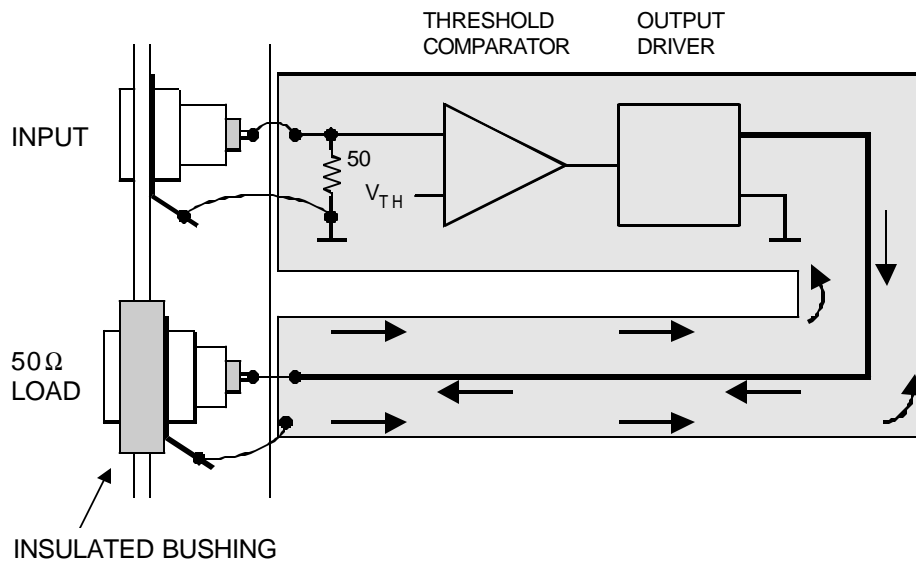 THRESHOLD
COMPARATOR
OUTPUT
DRIVER
INPUT
50
V_TH
50Ω
LOAD
INSULATED BUSHING